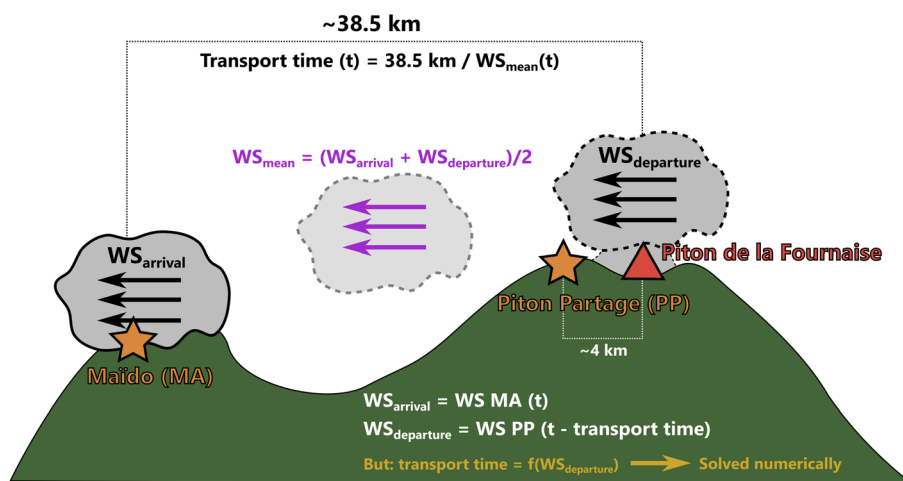 ~38.5 km
Transport time (t) = 38.5 km / WSmean(t)
WSmean = (WSarrival + WSdeparture)/2
WSdeparture
Piton de la Fournaise
WSarrival
Piton Partage (PP)
~4 km
Maïdo (MA)
WSarrival = WS MA (t)
WSdeparture = WS PP (t - transport time)
But: transport time = f(WSdeparture) Solved numerically